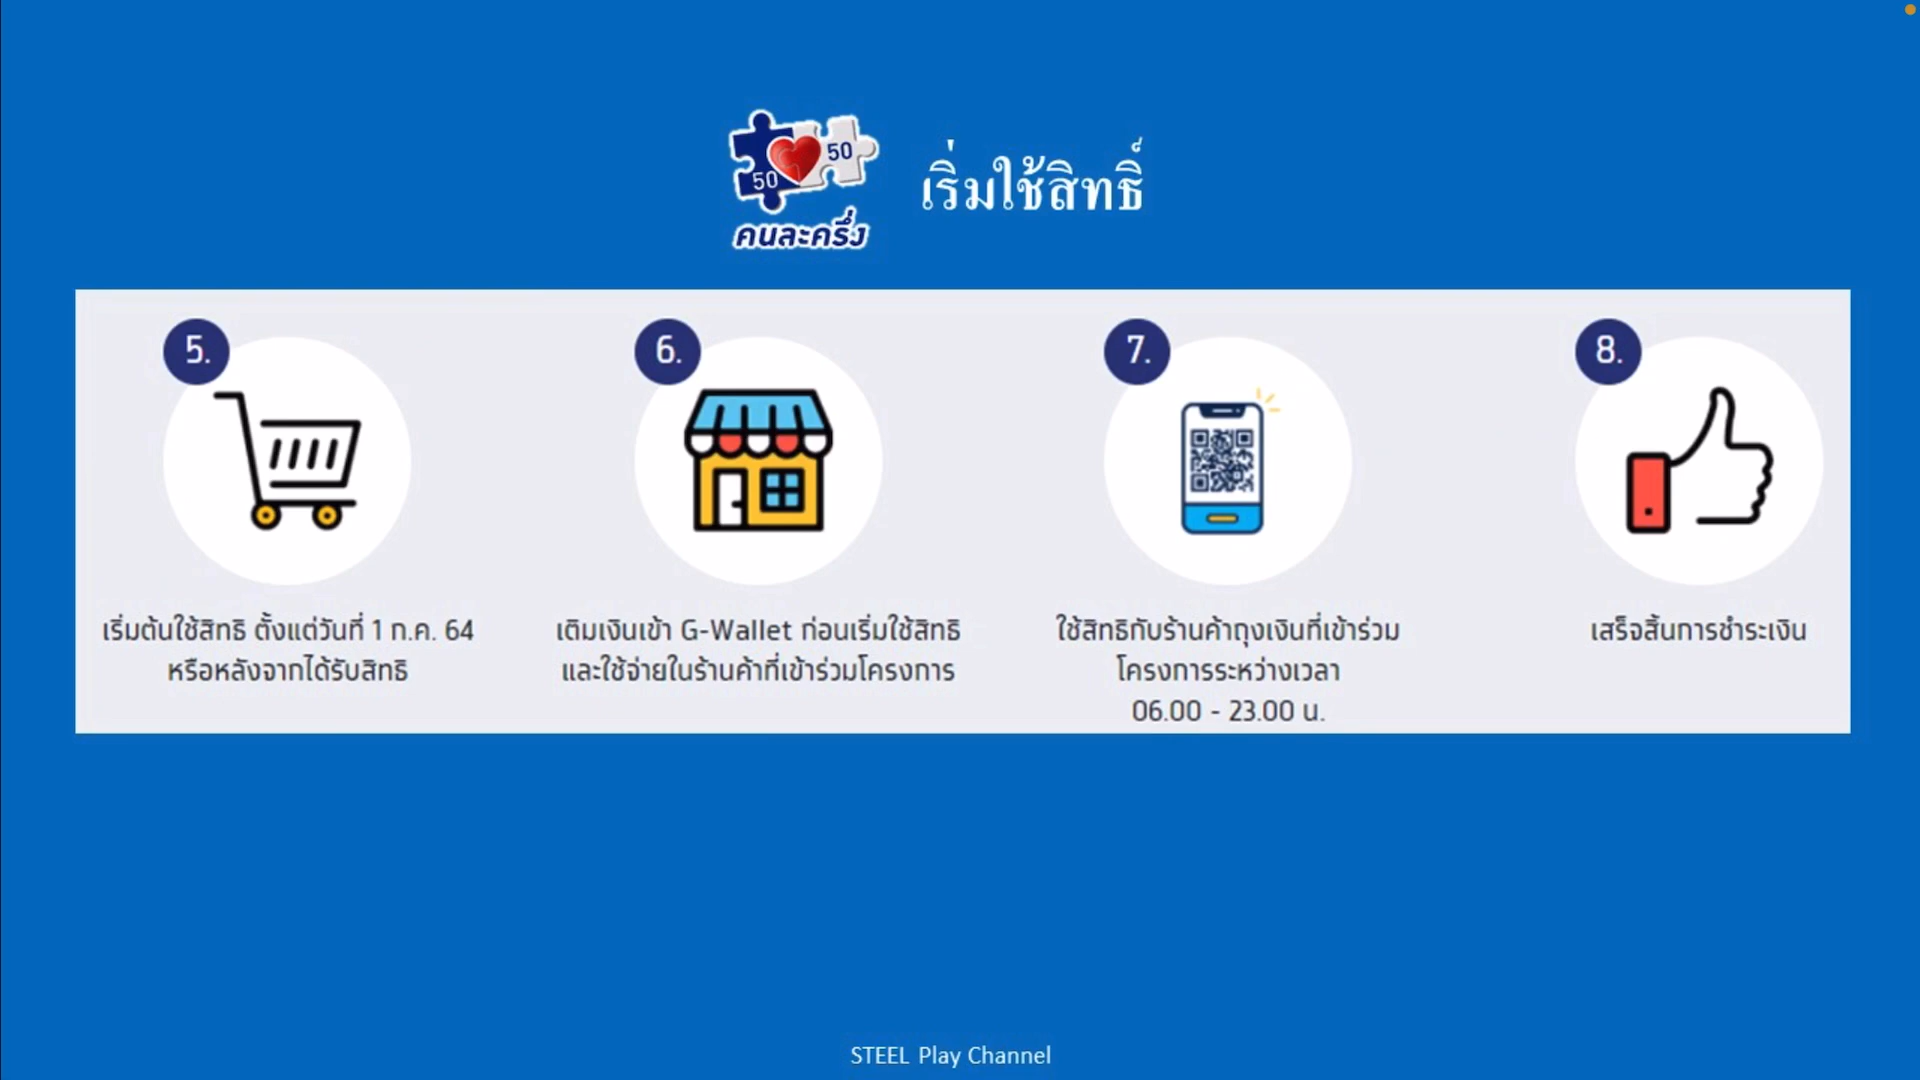 50
50
คนละครึ่ง
เริ่มใช้สิทธิ์
5.
เริ่มต้นใช้สิทธิ ตั้งแต่วันที่ 1 ก.ค. 64
หรือหลังจากได้รับสิทธิ
6.
เติมเงินเข้า G-Wallet ก่อนเริ่มใช้สิทธิ
และใช้จ่ายในร้านค้าที่เข้าร่วมโครงการ
7.
ใช้สิทธิกับร้านค้าถุงเงินที่เข้าร่วม
โครงการระหว่างเวลา
06.00 - 23.00 น.
8.
เสร็จสิ้นการชำระเงิน
STEEL Play Channel